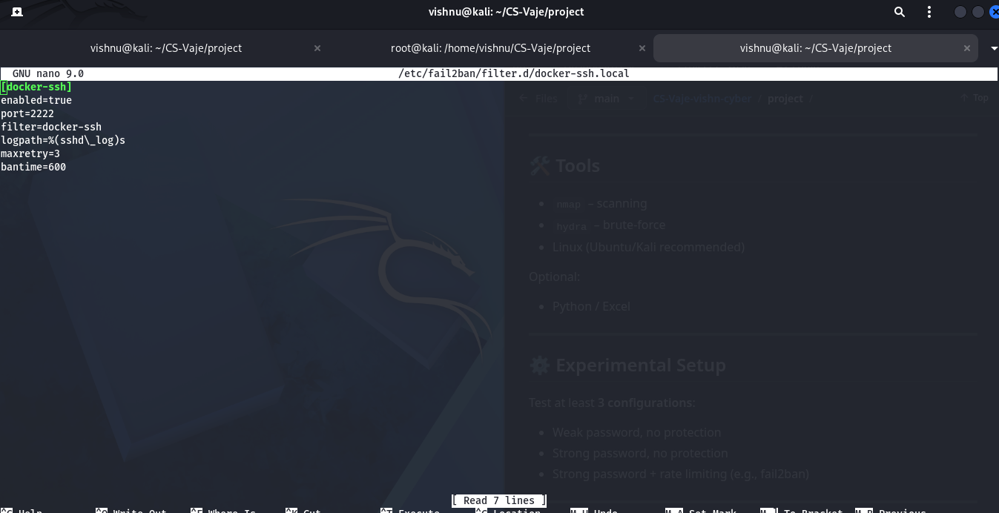 vishnu@kali: ~/CS-Vaje/project
vishnu@kali: ~/CS-Vaje/project × root@kali: /home/vishnu/CS-Vaje/project × vishnu@kali: ~/CS-Vaje/project ×
GNU nano 9.0 /etc/fail2ban/filter.d/docker-ssh.local
[docker-ssh]
enabled=true
port=2222
filter=docker-ssh
logpath=%(sshd\_log)s
maxretry=3
bantime=600
← Files main CS-Vaje-vishn-cyber / project / ↑ Top
🛠 Tools
• nmap – scanning
• hydra – brute-force
• Linux (Ubuntu/Kali recommended)
Optional:
• Python / Excel
⚙ Experimental Setup
Test at least 3 configurations:
• Weak password, no protection
• Strong password, no protection
• Strong password + rate limiting (e.g., fail2ban)
[ Read 7 lines ]
^G Help ^O Write Out ^F Where Is ^K Cut ^T Execute ^C Location M-U Undo M-A Set Mark M-] To Bracket M-B Previous